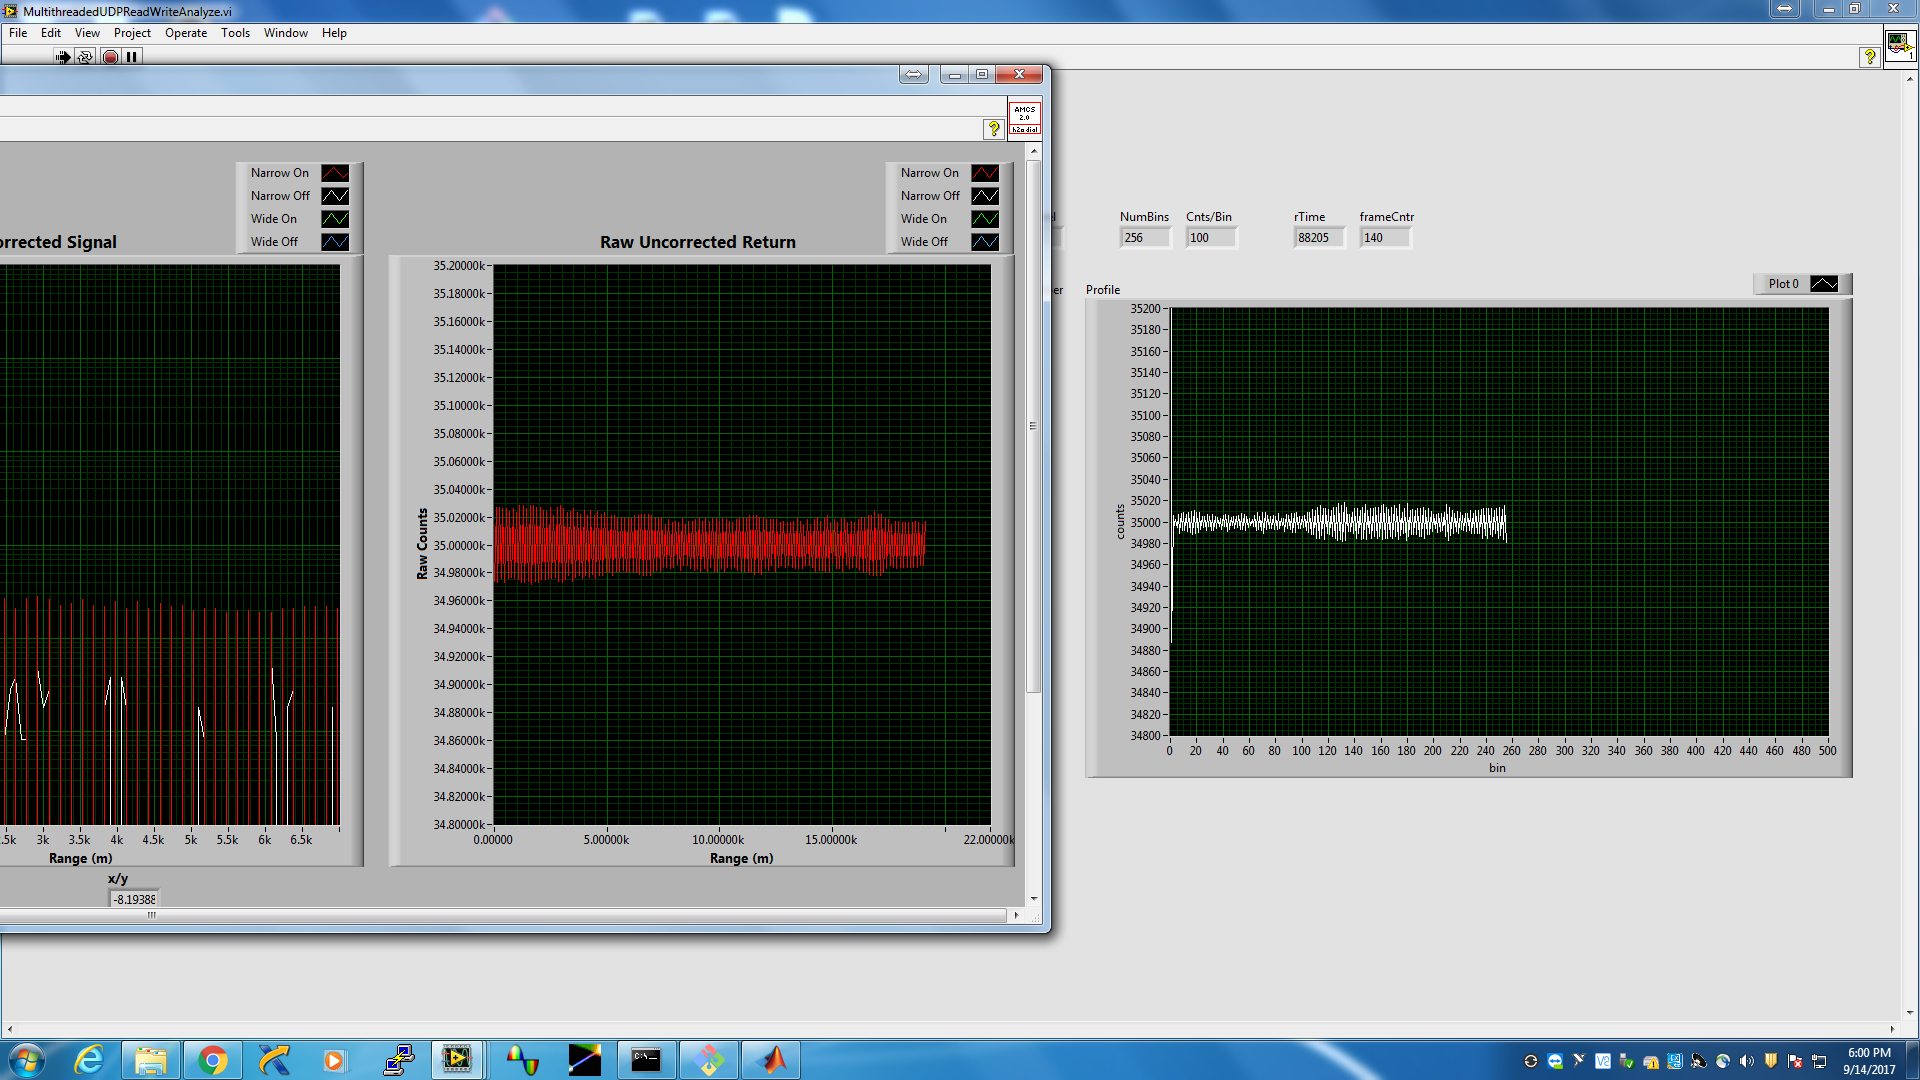 MultithreadedUDPReadWriteAnalyze.vi
File Edit View Project Operate Tools Window Help
AMCS
2.0
h2o dial
Narrow On
Narrow Off
Wide On
Wide Off
orrected Signal
2.5k 3k 3.5k 4k 4.5k 5k 5.5k 6k 6.5k
Range (m)
x/y
-8.19388
Narrow On
Narrow Off
Wide On
Wide Off
Raw Uncorrected Return
35.20000k
35.18000k
35.16000k
35.14000k
35.12000k
35.10000k
35.08000k
35.06000k
35.04000k
35.02000k
35.00000k
34.98000k
34.96000k
34.94000k
34.92000k
34.90000k
34.88000k
34.86000k
34.84000k
34.82000k
34.80000k
Raw Counts
0.00000 5.00000k 10.00000k 15.00000k 22.00000k
Range (m)
el
er
NumBins Cnts/Bin rTime frameCntr
256 100 88205 140
Profile
Plot 0
35200
35180
35160
35140
35120
35100
35080
35060
35040
35020
35000
34980
34960
34940
34920
34900
34880
34860
34840
34820
34800
counts
0 20 40 60 80 100 120 140 160 180 200 220 240 260 280 300 320 340 360 380 400 420 440 460 480 500
bin
C:\
6:00 PM
9/14/2017